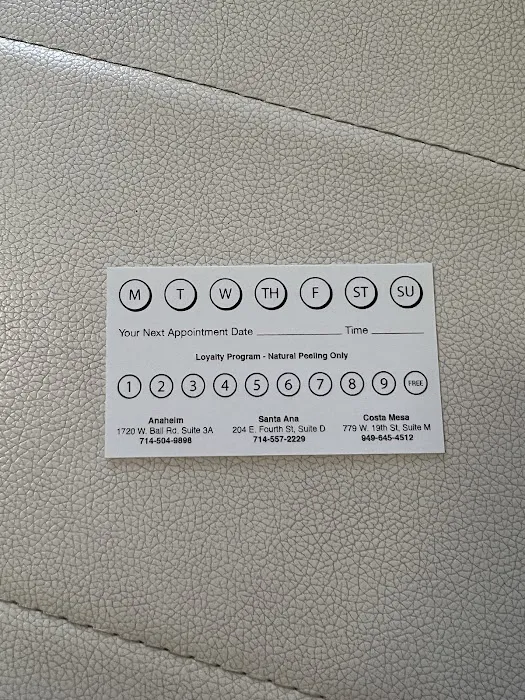 M T W TH F ST SU
Your Next Appointment Date ____________ Time ________
Loyalty Program - Natural Peeling Only
1 2 3 4 5 6 7 8 9 FREE
Anaheim Santa Ana Costa Mesa
1720 W. Ball Rd, Suite 3A 204 E. Fourth St, Suite D 779 W. 19th St, Suite M
714-504-9898 714-557-2229 949-645-4512